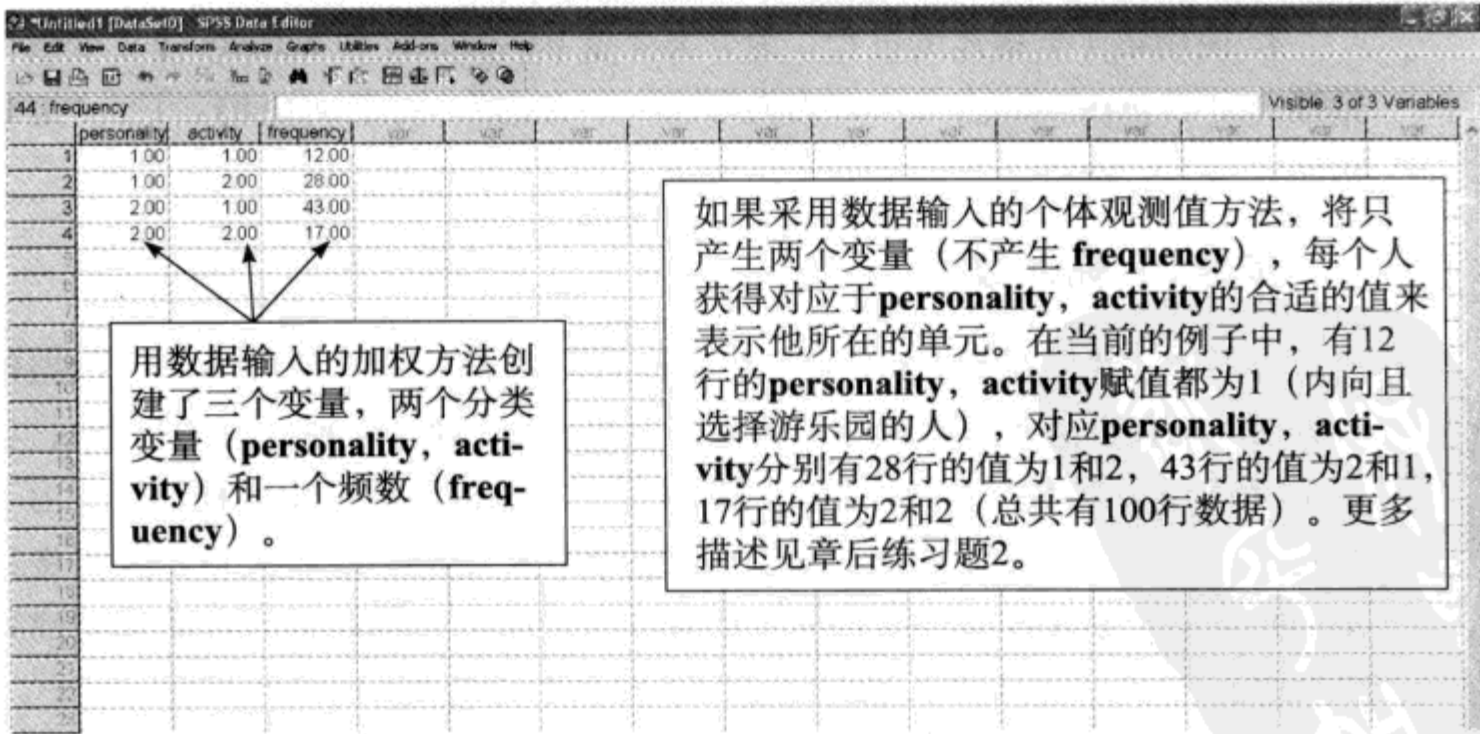 *Untitled1 [DataSet0] SPSS Data Editor
File Edit View Data Transform Analyze Graphs Utilities Add-ons Window Help
44 : frequency
Visible: 3 of 3 Variables
personality activity frequency var var var var var var var var var var var
1 1.00 1.00 12.00
2 1.00 2.00 28.00
3 2.00 1.00 43.00
4 2.00 2.00 17.00
用数据输入的加权方法创
建了三个变量，两个分类
变量（personality，acti-
vity）和一个频数（freq-
uency）。
如果采用数据输入的个体观测值方法，将只
产生两个变量（不产生 frequency），每个人
获得对应于personality，activity的合适的值来
表示他所在的单元。在当前的例子中，有12
行的personality，activity赋值都为1（内向且
选择游乐园的人），对应personality，acti-
vity分别有28行的值为1和2，43行的值为2和1，
17行的值为2和2（总共有100行数据）。更多
描述见章后练习题2。